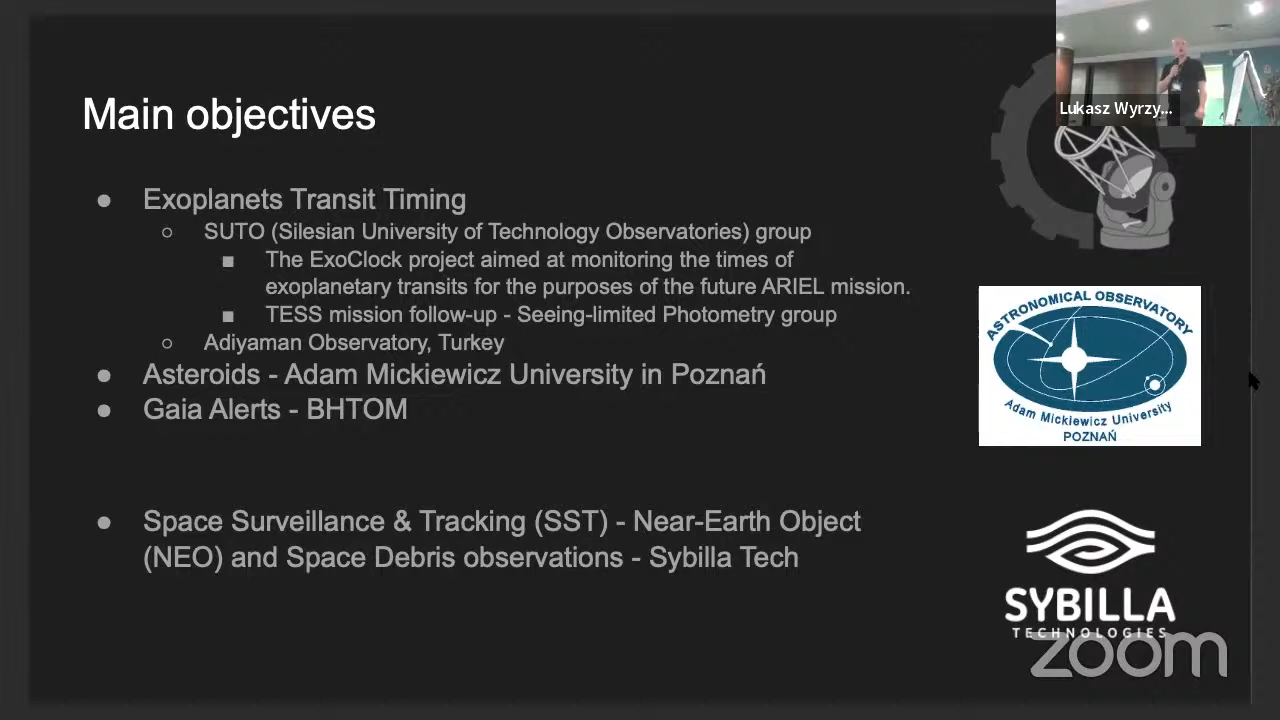 Lukasz Wyrzy...
Main objectives
● Exoplanets Transit Timing
○ SUTO (Silesian University of Technology Observatories) group
■ The ExoClock project aimed at monitoring the times of
exoplanetary transits for the purposes of the future ARIEL mission.
■ TESS mission follow-up - Seeing-limited Photometry group
○ Adiyaman Observatory, Turkey
● Asteroids - Adam Mickiewicz University in Poznań
● Gaia Alerts - BHTOM
● Space Surveillance & Tracking (SST) - Near-Earth Object
(NEO) and Space Debris observations - Sybilla Tech
ASTRONOMICAL OBSERVATORY
Adam Mickiewicz University
POZNAŃ
SYBILLA
TECHNOLOGIES
zoom